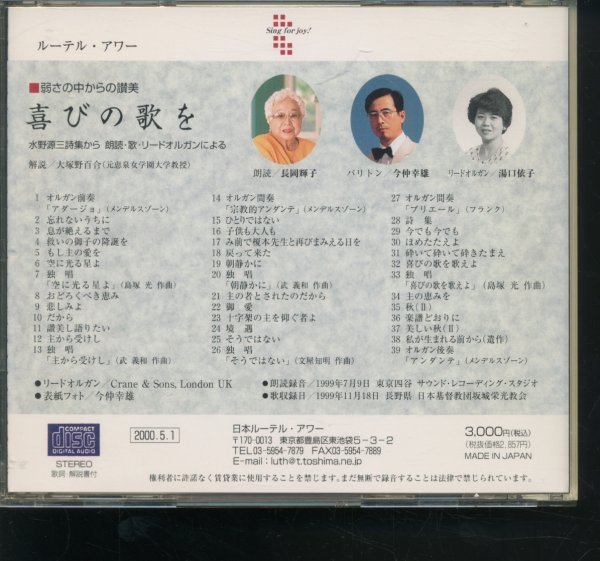 Sing for joy!
ルーテル・アワー
■弱さの中からの讃美
喜びの歌を
水野源三詩集から 朗読・歌・リードオルガンによる
解説／大塚野百合(元恵泉女学園大学教授)
朗読／長岡輝子
バリトン 今仲幸雄
リードオルガン 湯口依子
1 オルガン前奏
「アダージョ」(メンデルスゾーン)
2 忘れないうちに
3 息が絶えるまで
4 救いの御子の降誕を
5 もし主の愛を
6 空に光る星よ
7 独唱
「空に光る星よ」(島塚 光 作曲)
8 おどろくべき恵み
9 悲しみよ
10 だから
11 讃美し語りたい
12 主から受けし
13 独唱
「主から受けし」(武 義和 作曲)
14 オルガン間奏
「宗教的アンダンテ」(メンデルスゾーン)
15 ひとりではない
16 子供も大人も
17 み前で榎本先生と再びまみえる日を
18 戻って来た
19 朝静かに
20 独唱
「朝静かに」(武 義和 作曲)
21 主の者とされたのだから
22 御愛
23 十字架の主を仰ぐ者よ
24 境遇
25 そうではない
26 独唱
「そうではない」(文屋知明 作曲)
27 オルガン間奏
「プリエール」(フランク)
28 詩集
29 今でも今でも
30 ほめたたえよ
31 砕いて砕いて砕きたまえ
32 喜びの歌を歌えよ
33 独唱
「喜びの歌を歌えよ」(島塚 光 作曲)
34 主の恵みを
35 秋(Ⅱ)
36 楽譜どおりに
37 美しい秋(Ⅱ)
38 私が生まれる前から(遺作)
39 オルガン後奏
「アンダンテ」(メンデルスゾーン)
●リードオルガン／Crane & Sons, London UK
●表紙フォト／今仲幸雄
●朗読録音／1999年7月9日 東京四谷 サウンド・レコーディング・スタジオ
●歌収録日／1999年11月18日 長野県 日本基督教団坂城栄光教会
COMPACT
disc
DIGITAL AUDIO
STEREO
歌詞・解説書付
2000.5.1
日本ルーテル・アワー
〒170-0013 東京都豊島区東池袋5-3-2
TEL03-5954-7879 FAX03-5954-7889
E-mail : luth@t.toshima.ne.jp
3,000円(税込)
(税抜価格2,857円)
MADE IN JAPAN
権利者に許諾なく賃貸業に使用することを禁じます。また無断で録音することは法律で禁じられています。